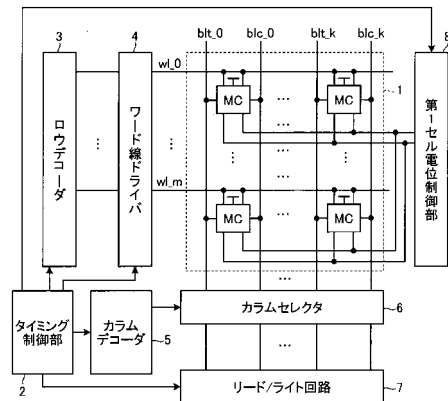 blt_0 blc_0 blt_k blc_k
3
4
8
wl_0
1
MC
…
MC
ロウデコーダ
ワード線ドライバ
第1セル電位制御部
…
…
…
…
wl_m
MC
…
MC
…
タイミング制御部
カラムデコーダ
カラムセレクタ
6
5
…
2
リード/ライト回路
7